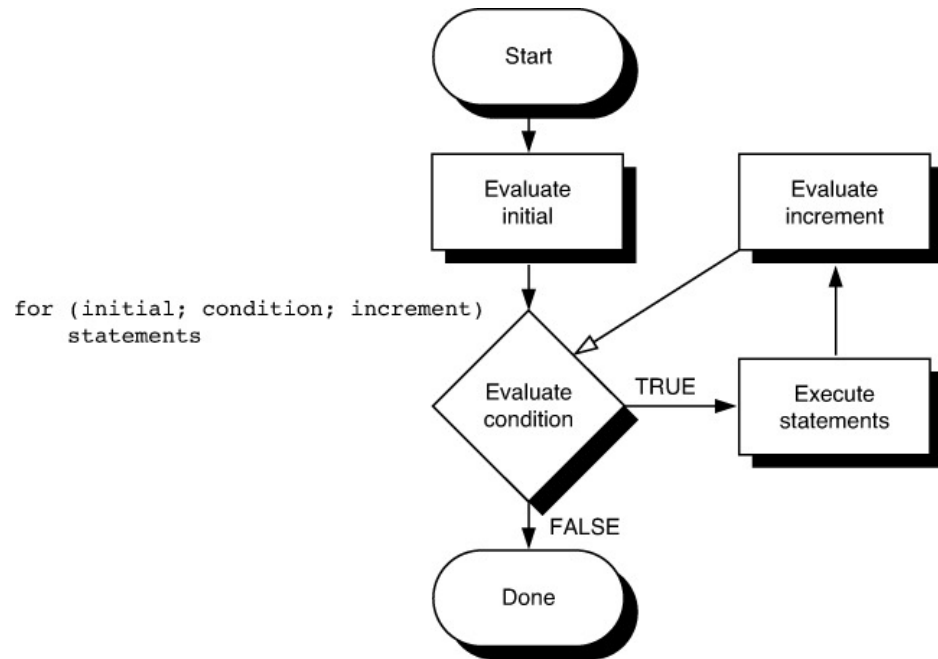 Start
Evaluate
initial
Evaluate
increment
for (initial; condition; increment)
    statements
Evaluate
condition
TRUE
Execute
statements
FALSE
Done